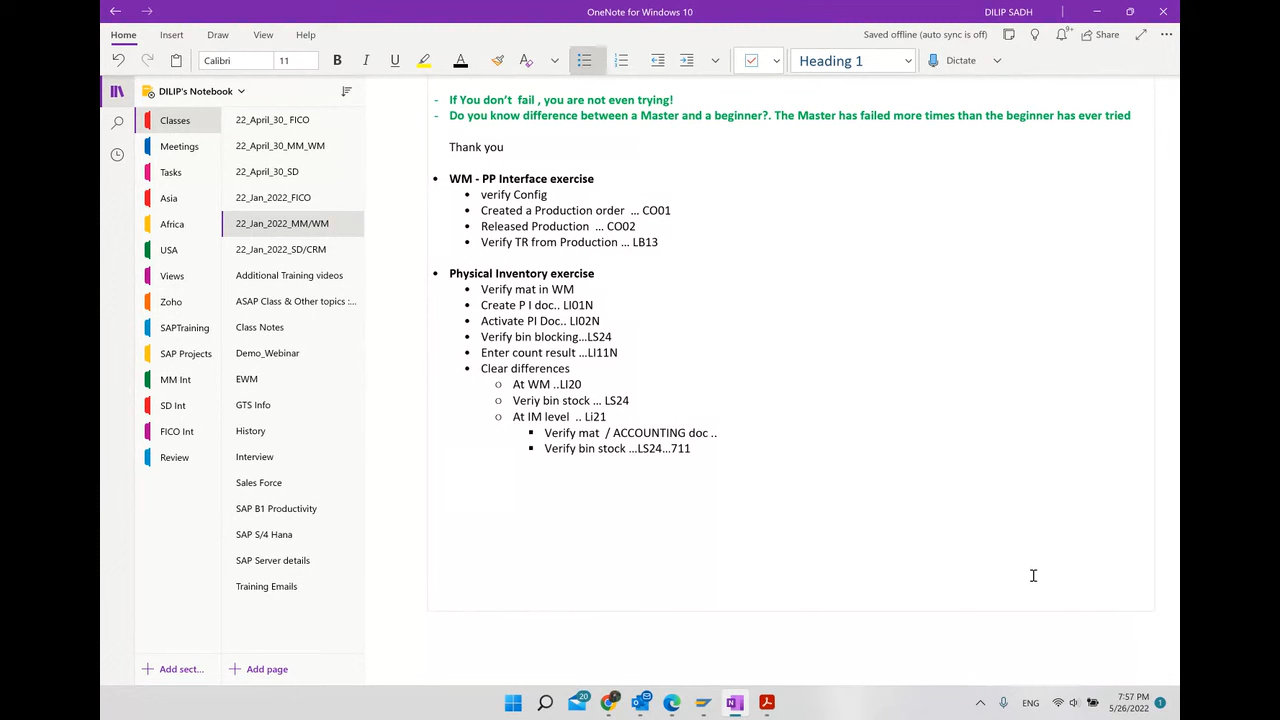 OneNote for Windows 10
DILIP SADH
Home Insert Draw View Help
Saved offline (auto sync is off)
9+
Share
Calibri 11 B I U A Heading 1 Dictate
DILIP's Notebook
Classes
Meetings
Tasks
Asia
Africa
USA
Views
Zoho
SAPTraining
SAP Projects
MM Int
SD Int
FICO Int
Review
Add sect...
22_April_30_ FICO
22_April_30_MM_WM
22_April_30_SD
22_Jan_2022_FICO
22_Jan_2022_MM/WM
22_Jan_2022_SD/CRM
Additional Training videos
ASAP Class & Other topics :...
Class Notes
Demo_Webinar
EWM
GTS Info
History
Interview
Sales Force
SAP B1 Productivity
SAP S/4 Hana
SAP Server details
Training Emails
Add page
- If You don't fail , you are not even trying!
- Do you know difference between a Master and a beginner?. The Master has failed more times than the beginner has ever tried
Thank you
• WM - PP Interface exercise
• verify Config
• Created a Production order ... CO01
• Released Production ... CO02
• Verify TR from Production ... LB13
• Physical Inventory exercise
• Verify mat in WM
• Create P I doc.. LI01N
• Activate PI Doc.. LI02N
• Verify bin blocking...LS24
• Enter count result ...LI11N
• Clear differences
○ At WM ..LI20
○ Veriy bin stock ... LS24
○ At IM level .. Li21
▪ Verify mat / ACCOUNTING doc ..
▪ Verify bin stock ...LS24...711
20
ENG
7:57 PM
5/26/2022
1